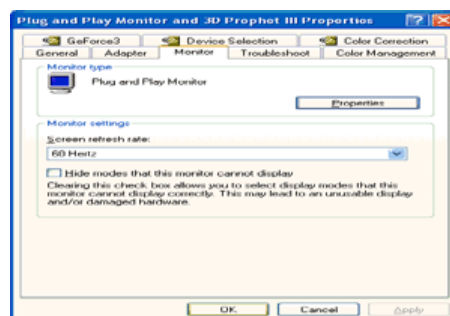 Plug and Play Monitor and 3D Prophet III Properties
GeForce3 Device Selection Color Correction
General Adapter Monitor Troubleshoot Color Management
Monitor type
Plug and Play Monitor
Properties
Monitor settings
Screen refresh rate:
60 Hertz
Hide modes that this monitor cannot display
Clearing this check box allows you to select display modes that this
monitor cannot display correctly. This may lead to an unusable display
and/or damaged hardware.
OK Cancel Apply